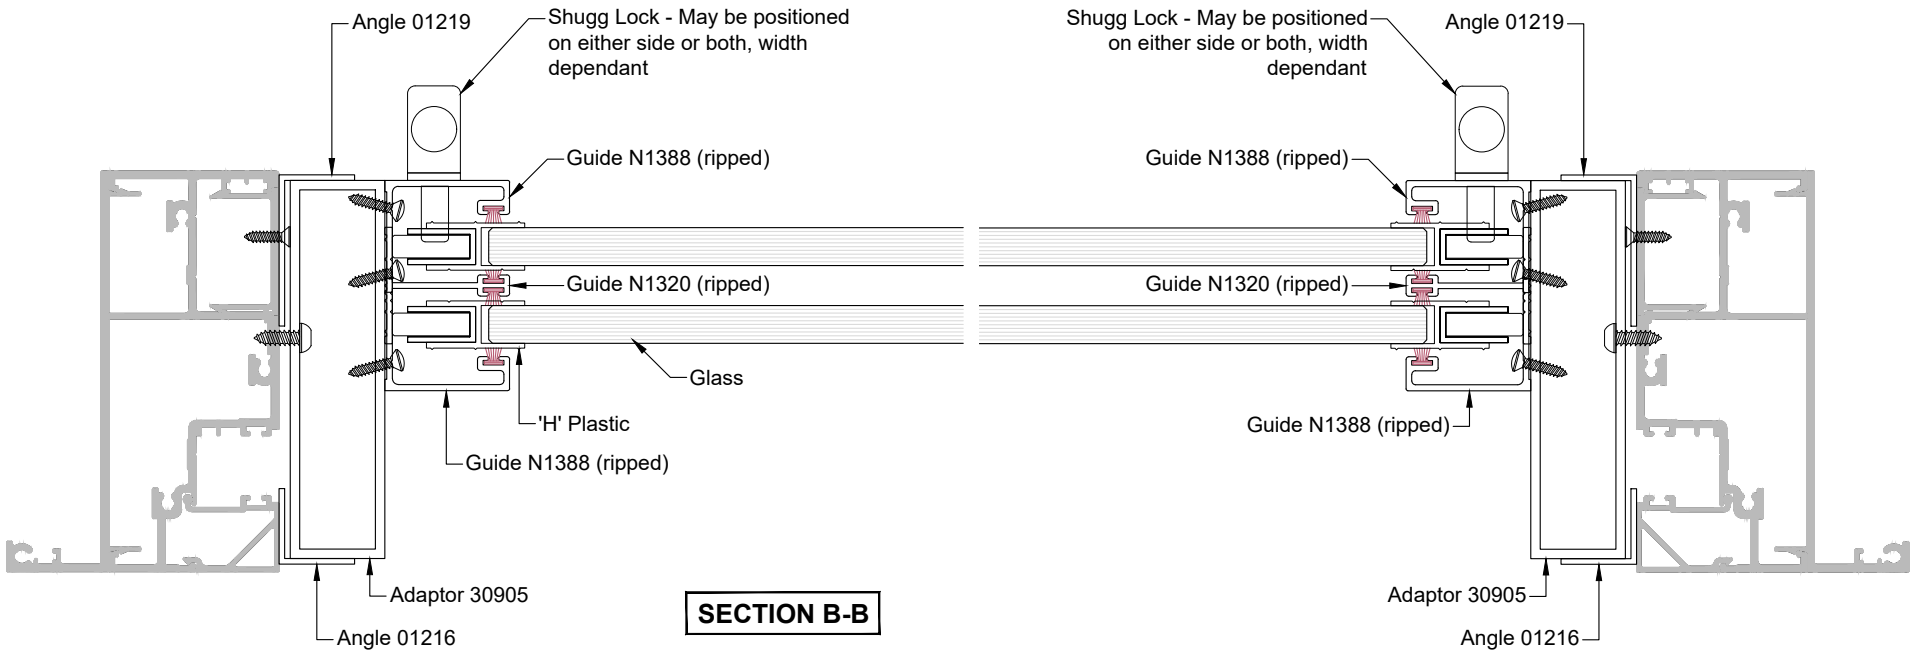 Angle 01219
Shugg Lock - May be positioned
on either side or both, width
dependant
Shugg Lock - May be positioned
on either side or both, width
dependant
Angle 01219
Guide N1388 (ripped)
Guide N1388 (ripped)
Guide N1320 (ripped)
Guide N1320 (ripped)
Glass
'H' Plastic
Guide N1388 (ripped)
Guide N1388 (ripped)
Adaptor 30905
Angle 01216
SECTION B-B
Adaptor 30905
Angle 01216